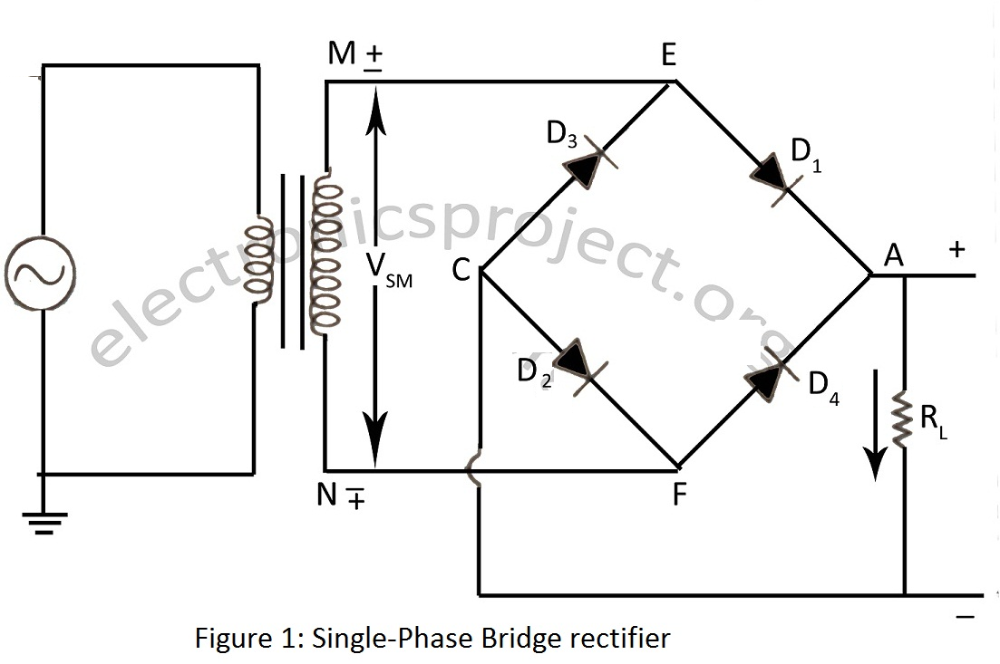 M ±
E
D3
D1
electronicsproject.org
C
VSM
A
+
D2
D4
RL
N ∓
F
−
Figure 1: Single-Phase Bridge rectifier